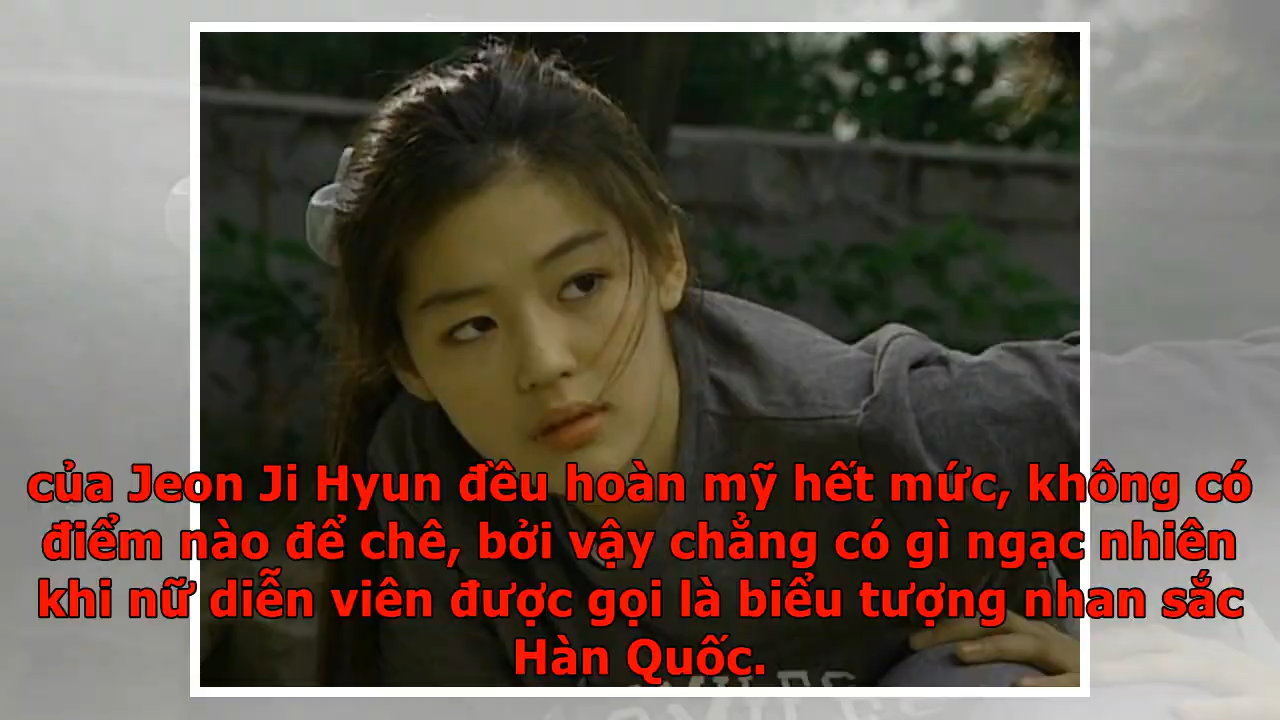 của Jeon Ji Hyun đều hoàn mỹ hết mức, không có
điểm nào để chê, bởi vậy chẳng có gì ngạc nhiên
khi nữ diễn viên được gọi là biểu tượng nhan sắc
Hàn Quốc.